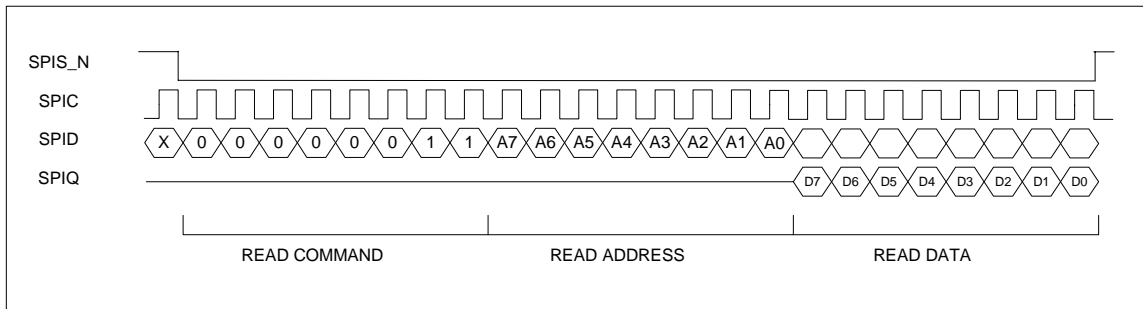 SPIS_N
SPIC
SPID X 0 0 0 0 0 0 1 1 A7 A6 A5 A4 A3 A2 A1 A0
SPIQ D7 D6 D5 D4 D3 D2 D1 D0
READ COMMAND READ ADDRESS READ DATA